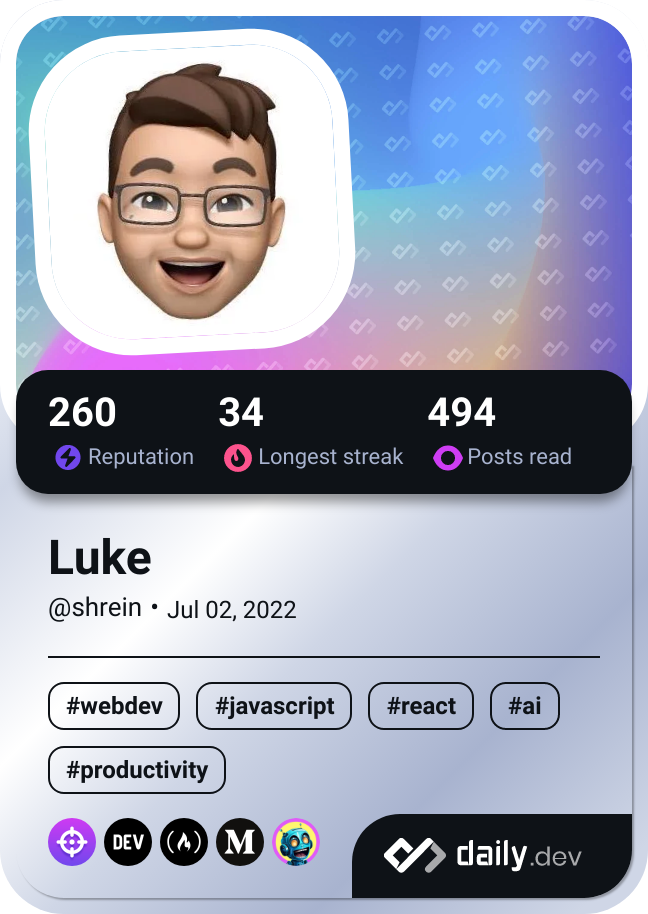 260 34 494
Reputation Longest streak Posts read
Luke
@shrein • Jul 02, 2022
#webdev #javascript #react #ai
#productivity
DEV M daily.dev